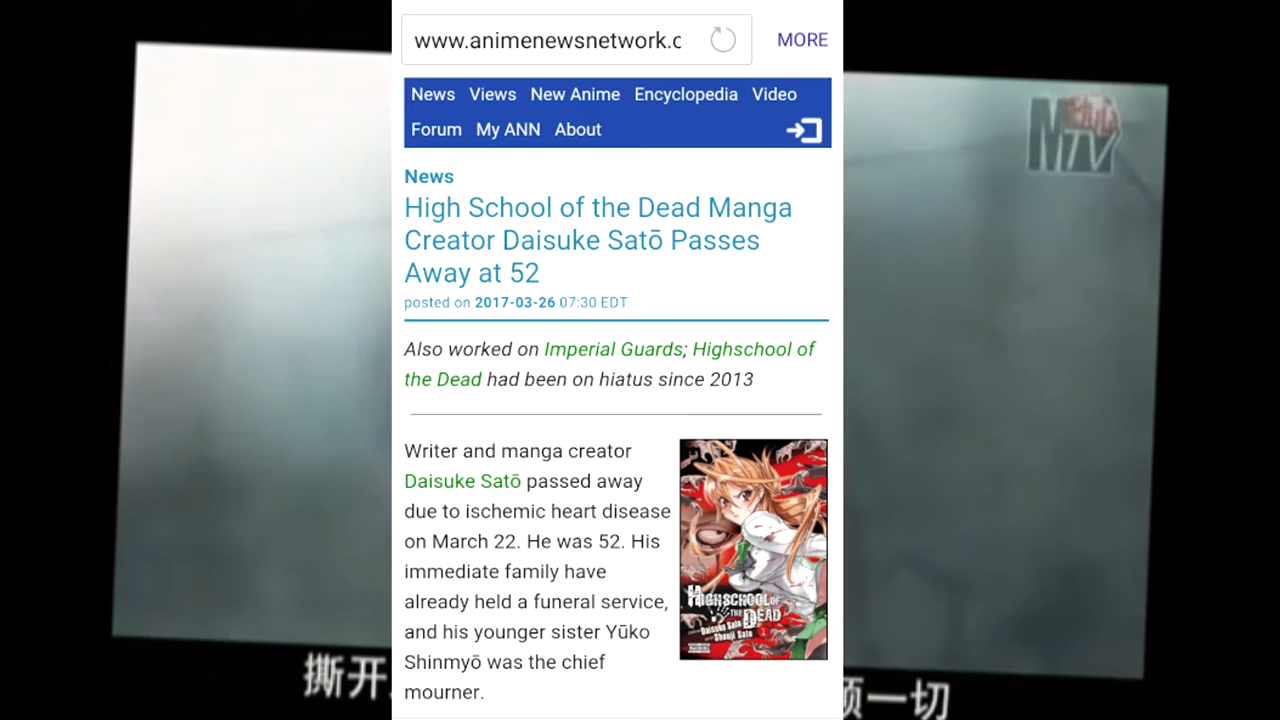 www.animenewsnetwork.c
MORE
News Views New Anime Encyclopedia Video
Forum My ANN About
News
High School of the Dead Manga
Creator Daisuke Satō Passes
Away at 52
posted on 2017-03-26 07:30 EDT
Also worked on Imperial Guards; Highschool of
the Dead had been on hiatus since 2013
Writer and manga creator
Daisuke Satō passed away
due to ischemic heart disease
on March 22. He was 52. His
immediate family have
already held a funeral service,
and his younger sister Yūko
Shinmyō was the chief
mourner.
HIGHSCHOOL OF
THE DEAD
Daisuke Sato
Shouji Sato
MTV
撕开
一切